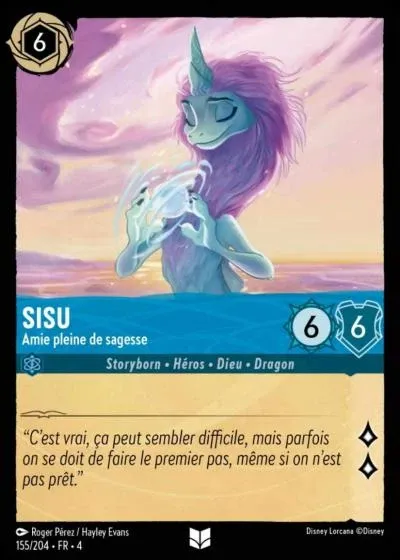 6
SISU
Amie pleine de sagesse
6
6
Storyborn • Héros • Dieu • Dragon
“C’est vrai, ça peut sembler difficile, mais parfois
on se doit de faire le premier pas, même si on n’est
pas prêt.”
Roger Pérez / Hayley Evans
Disney Lorcana ©Disney
155/204 • FR • 4